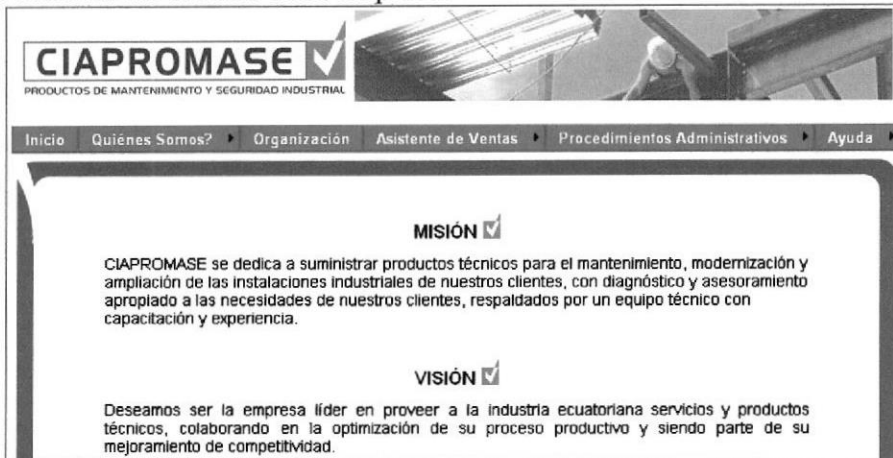 CIAPROMASE
PRODUCTOS DE MANTENIMIENTO Y SEGURIDAD INDUSTRIAL
Inicio Quiénes Somos? Organización Asistente de Ventas Procedimientos Administrativos Ayuda
MISIÓN
CIAPROMASE se dedica a suministrar productos técnicos para el mantenimiento, modernización y
ampliación de las instalaciones industriales de nuestros clientes, con diagnóstico y asesoramiento
apropiado a las necesidades de nuestros clientes, respaldados por un equipo técnico con
capacitación y experiencia.
VISIÓN
Deseamos ser la empresa líder en proveer a la industria ecuatoriana servicios y productos
técnicos, colaborando en la optimización de su proceso productivo y siendo parte de su
mejoramiento de competitividad.